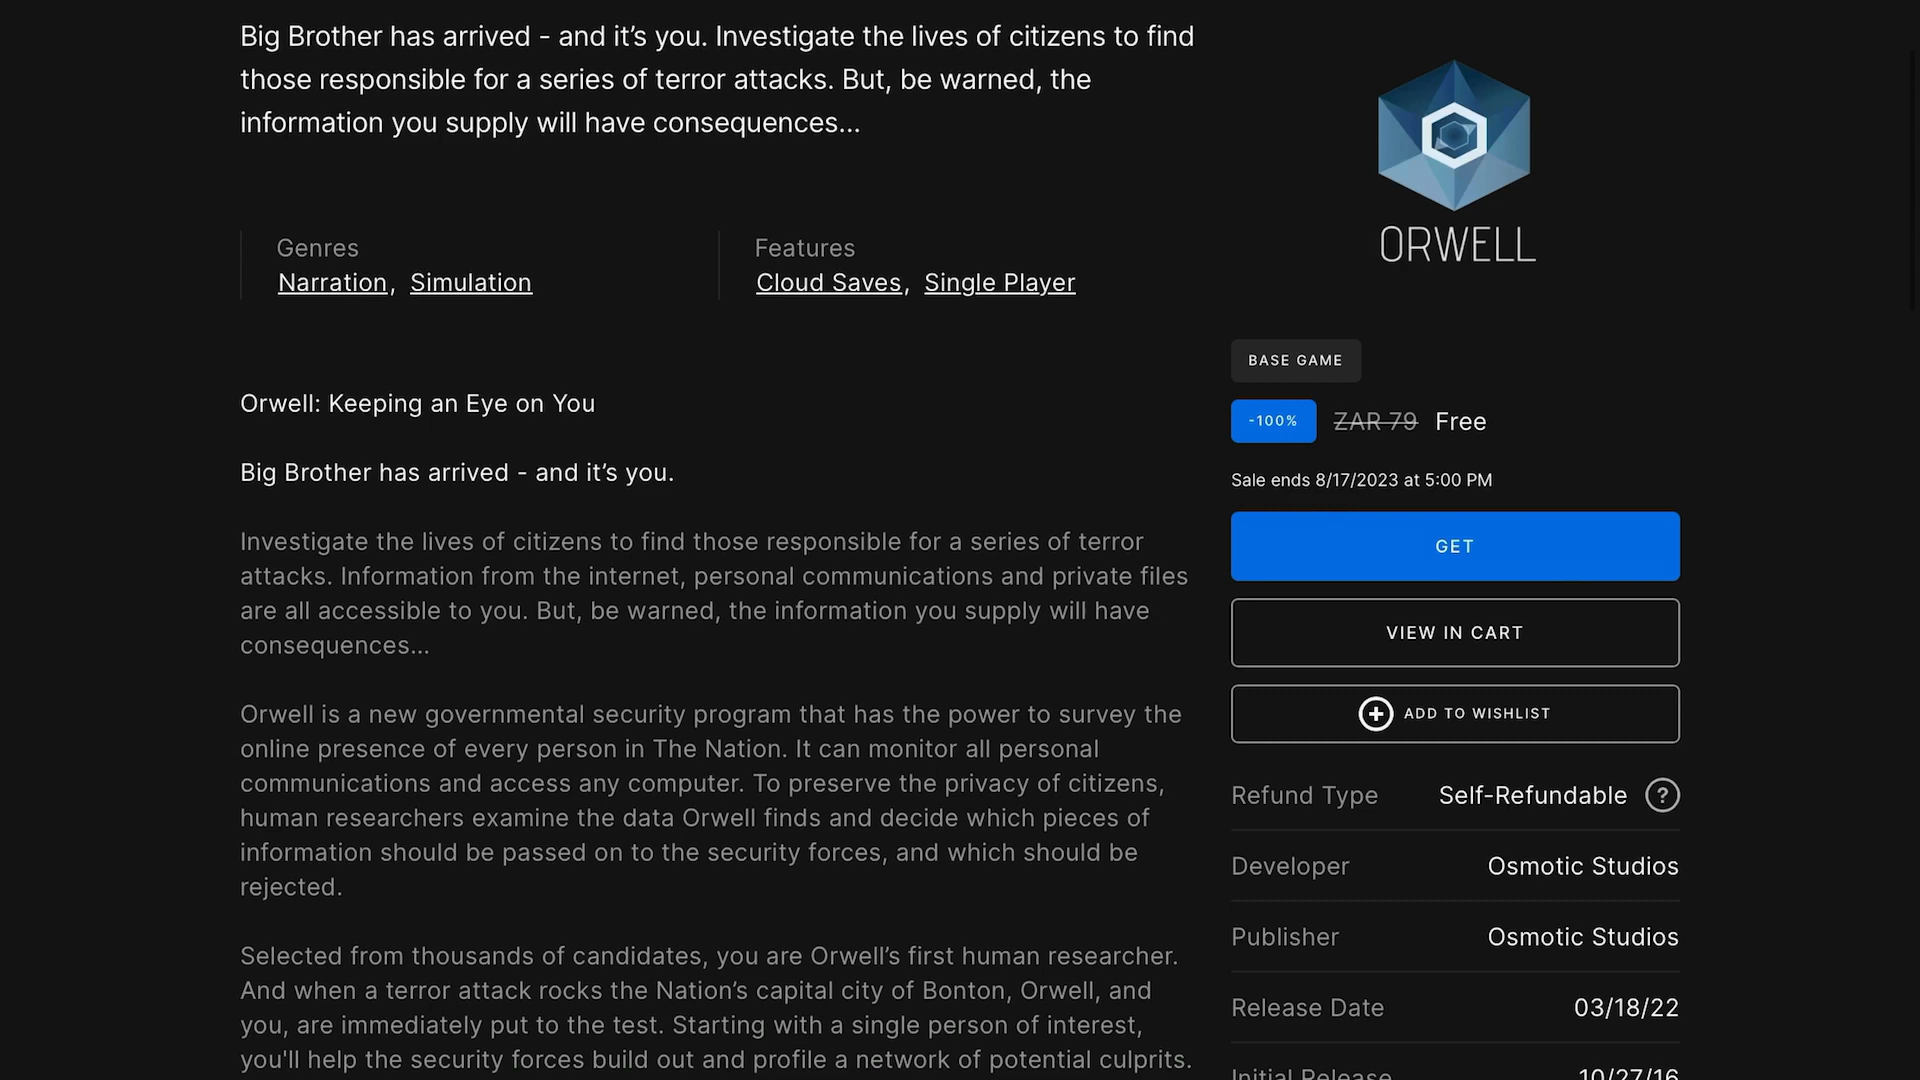 Big Brother has arrived - and it’s you. Investigate the lives of citizens to find
those responsible for a series of terror attacks. But, be warned, the
information you supply will have consequences...
Genres
Narration, Simulation
Features
Cloud Saves, Single Player
Orwell: Keeping an Eye on You
Big Brother has arrived - and it’s you.
Investigate the lives of citizens to find those responsible for a series of terror
attacks. Information from the internet, personal communications and private files
are all accessible to you. But, be warned, the information you supply will have
consequences...
Orwell is a new governmental security program that has the power to survey the
online presence of every person in The Nation. It can monitor all personal
communications and access any computer. To preserve the privacy of citizens,
human researchers examine the data Orwell finds and decide which pieces of
information should be passed on to the security forces, and which should be
rejected.
Selected from thousands of candidates, you are Orwell’s first human researcher.
And when a terror attack rocks the Nation’s capital city of Bonton, Orwell, and
you, are immediately put to the test. Starting with a single person of interest,
you'll help the security forces build out and profile a network of potential culprits.
ORWELL
BASE GAME
-100% ZAR 79 Free
Sale ends 8/17/2023 at 5:00 PM
GET
VIEW IN CART
ADD TO WISHLIST
Refund Type Self-Refundable ?
Developer Osmotic Studios
Publisher Osmotic Studios
Release Date 03/18/22
Initial Release 10/27/16